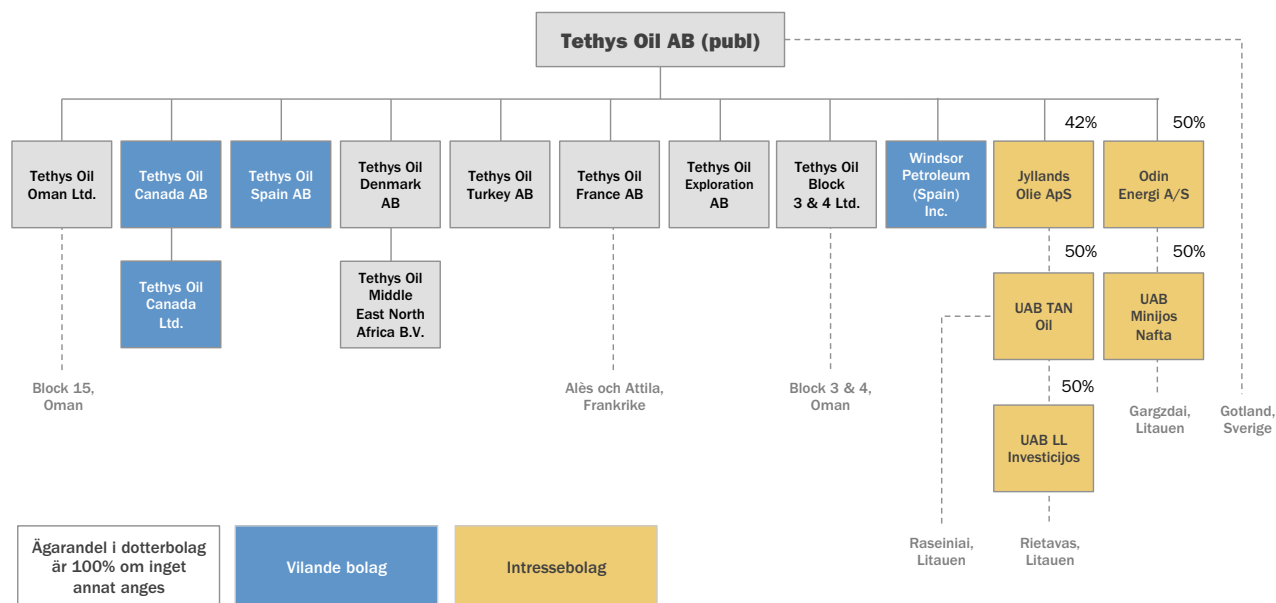 Tethys Oil AB (publ)
42%
50%
Tethys Oil
Oman Ltd.
Tethys Oil
Canada AB
Tethys Oil
Spain AB
Tethys Oil
Denmark
AB
Tethys Oil
Turkey AB
Tethys Oil
France AB
Tethys Oil
Exploration
AB
Tethys Oil
Block
3 & 4 Ltd.
Windsor
Petroleum
(Spain)
Inc.
Jyllands
Olie ApS
Odin
Energi A/S
50%
50%
Tethys Oil
Canada
Ltd.
Tethys Oil
Middle
East North
Africa B.V.
UAB TAN
Oil
UAB
Minijos
Nafta
Block 15,
Oman
Alès och Attila,
Frankrike
Block 3 & 4,
Oman
50%
Gargzdai,
Litauen
Gotland,
Sverige
UAB LL
Investicijos
Raseiniai,
Litauen
Rietavas,
Litauen
Ägarandel i dotterbolag
är 100% om inget
annat anges
Vilande bolag
Intressebolag